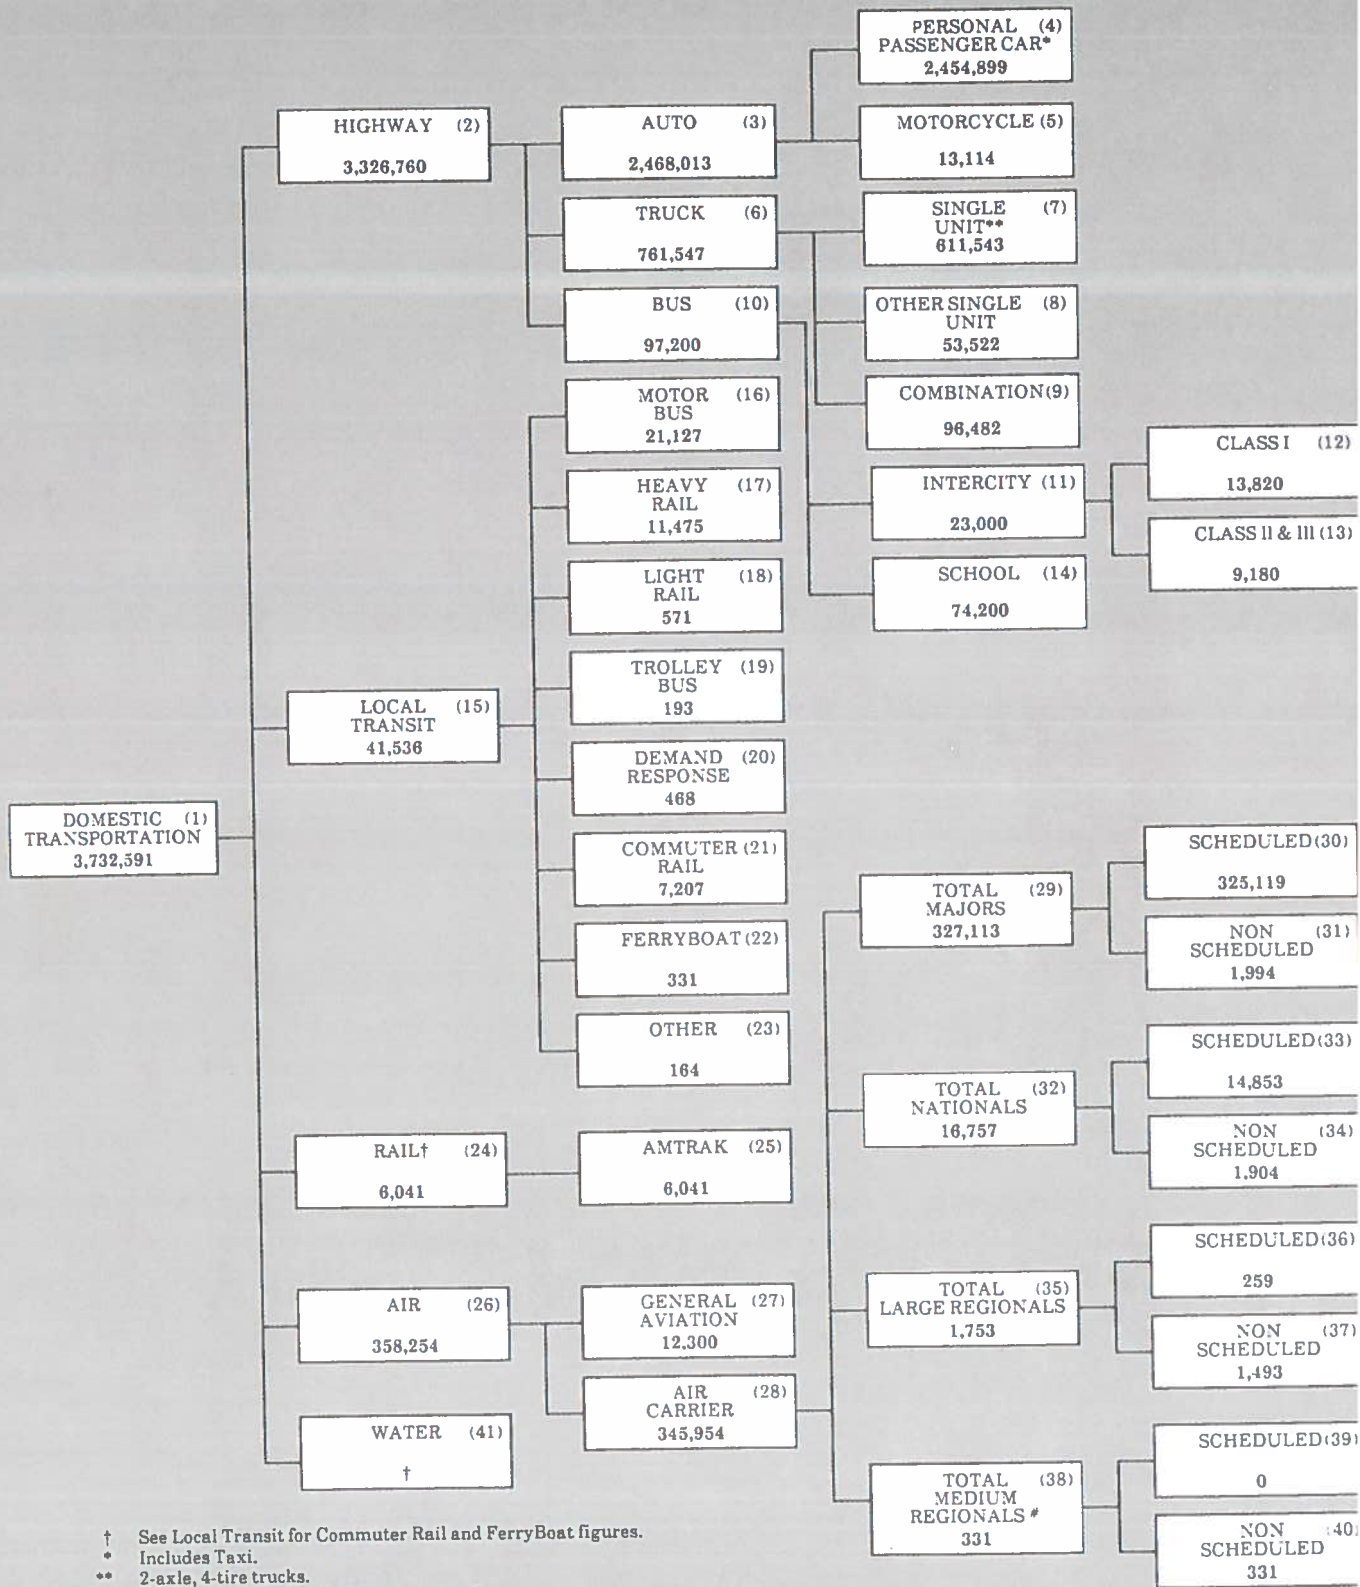 PERSONAL (4)
PASSENGER CAR*
2,454,899
HIGHWAY (2)
3,326,760
AUTO (3)
2,468,013
MOTORCYCLE (5)
13,114
TRUCK (6)
761,547
SINGLE (7)
UNIT**
611,543
BUS (10)
97,200
OTHER SINGLE (8)
UNIT
53,522
MOTOR (16)
BUS
21,127
COMBINATION (9)
96,482
CLASS I (12)
13,820
HEAVY (17)
RAIL
11,475
INTERCITY (11)
23,000
CLASS II & III (13)
9,180
LIGHT (18)
RAIL
571
SCHOOL (14)
74,200
TROLLEY (19)
BUS
193
LOCAL (15)
TRANSIT
41,536
DEMAND (20)
RESPONSE
468
DOMESTIC (1)
TRANSPORTATION
3,732,591
COMMUTER (21)
RAIL
7,207
SCHEDULED (30)
325,119
TOTAL (29)
MAJORS
327,113
FERRYBOAT (22)
331
NON (31)
SCHEDULED
1,994
OTHER (23)
164
SCHEDULED (33)
14,853
TOTAL (32)
NATIONALS
16,757
NON (34)
SCHEDULED
1,904
RAIL† (24)
6,041
AMTRAK (25)
6,041
SCHEDULED (36)
259
AIR (26)
358,254
GENERAL (27)
AVIATION
12,300
TOTAL (35)
LARGE REGIONALS
1,753
NON (37)
SCHEDULED
1,493
AIR (28)
CARRIER
345,954
WATER (41)
†
SCHEDULED (39)
0
TOTAL (38)
MEDIUM
REGIONALS #
331
NON (40)
SCHEDULED
331
† See Local Transit for Commuter Rail and FerryBoat figures.
* Includes Taxi.
** 2-axle, 4-tire trucks.